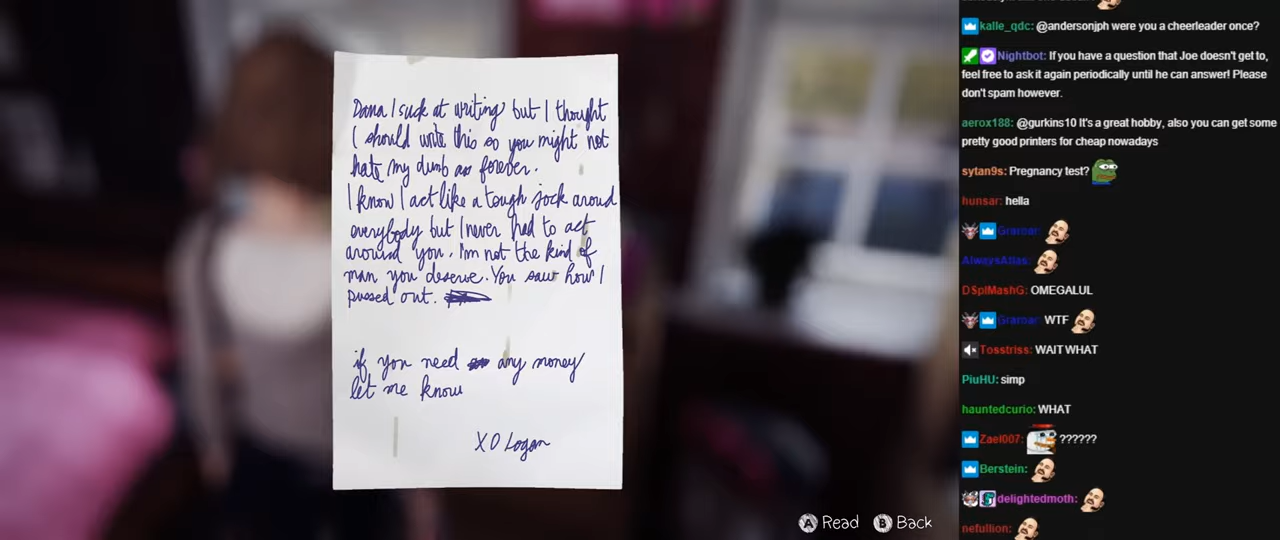 Dana I suck at writing but I thought
I should write this so you might not
hate my dumb ass forever.
I know I act like a tough jock around
everybody but I never had to act
around you. I'm not the kind of
man you deserve. You saw how I
pussed out.
if you need any money
let me know
XO Logan
A Read B Back
kalle_qdc: @andersonjph were you a cheerleader once?
Nightbot: If you have a question that Joe doesn't get to,
feel free to ask it again periodically until he can answer! Please
don't spam however.
aerox188: @gurkins10 It's a great hobby, also you can get some
pretty good printers for cheap nowadays
sytan9s: Pregnancy test?
hunsar: hella
Graroar:
AlwaysAtlas:
DSplMashG: OMEGALUL
Graroar: WTF
Tosstriss: WAIT WHAT
PiuHU: simp
hauntedcurio: WHAT
Zael007: ??????
Berstein:
delightedmoth:
nefullion: